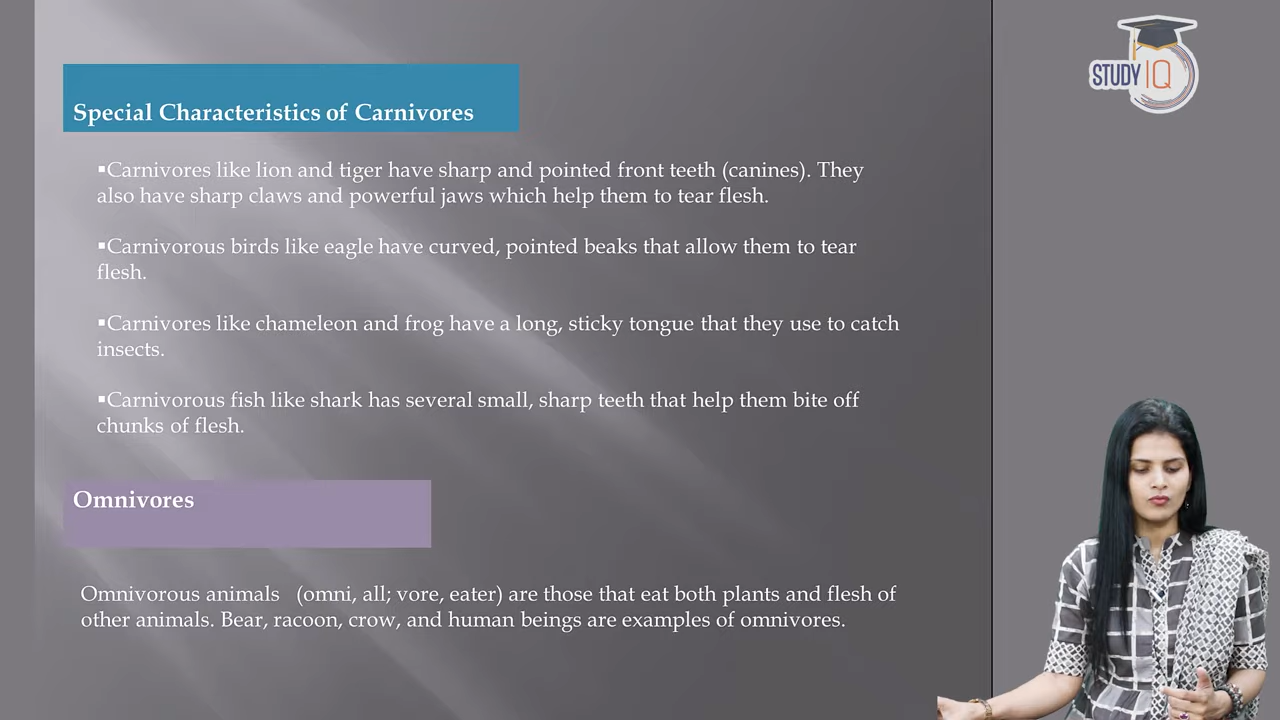 STUDY IQ
Special Characteristics of Carnivores
▪Carnivores like lion and tiger have sharp and pointed front teeth (canines). They
also have sharp claws and powerful jaws which help them to tear flesh.
▪Carnivorous birds like eagle have curved, pointed beaks that allow them to tear
flesh.
▪Carnivores like chameleon and frog have a long, sticky tongue that they use to catch
insects.
▪Carnivorous fish like shark has several small, sharp teeth that help them bite off
chunks of flesh.
Omnivores
Omnivorous animals (omni, all; vore, eater) are those that eat both plants and flesh of
other animals. Bear, racoon, crow, and human beings are examples of omnivores.